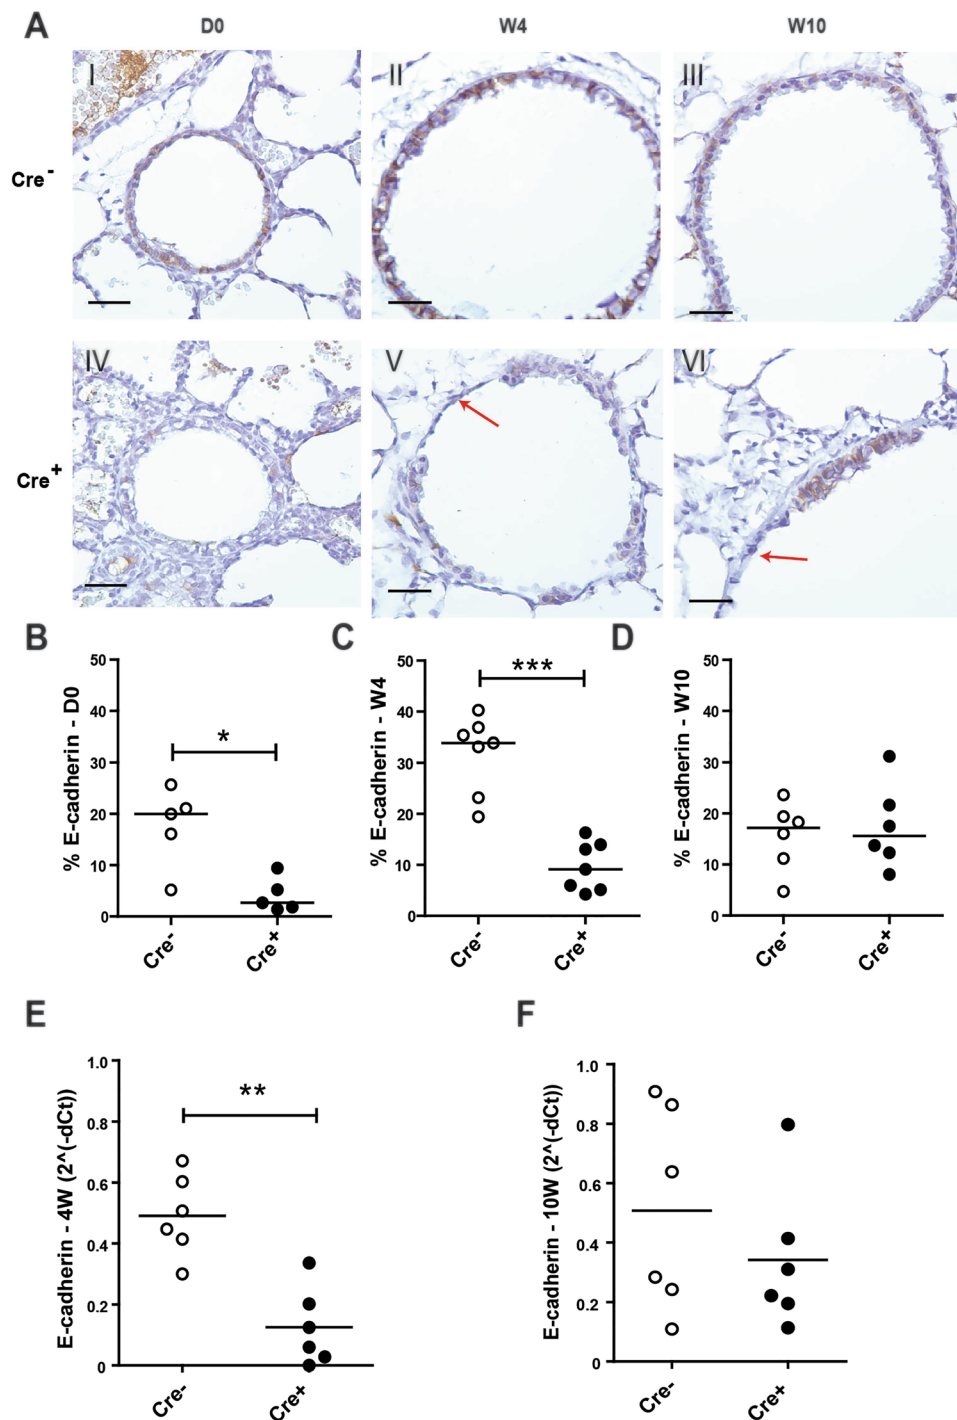 A
D0
W4
W10
I
II
III
Cre-
IV
V
VI
Cre+
B
C
D
% E-cadherin - D0
50
40
30
20
10
0
*
Cre-
Cre+
% E-cadherin - W4
50
40
30
20
10
0
***
Cre-
Cre+
% E-cadherin - W10
50
40
30
20
10
0
Cre-
Cre+
E
F
E-cadherin - 4W (2^(-dCt))
1.0
0.8
0.6
0.4
0.2
0
**
Cre-
Cre+
E-cadherin - 10W (2^(-dCt))
1.0
0.8
0.6
0.4
0.2
0
Cre-
Cre+